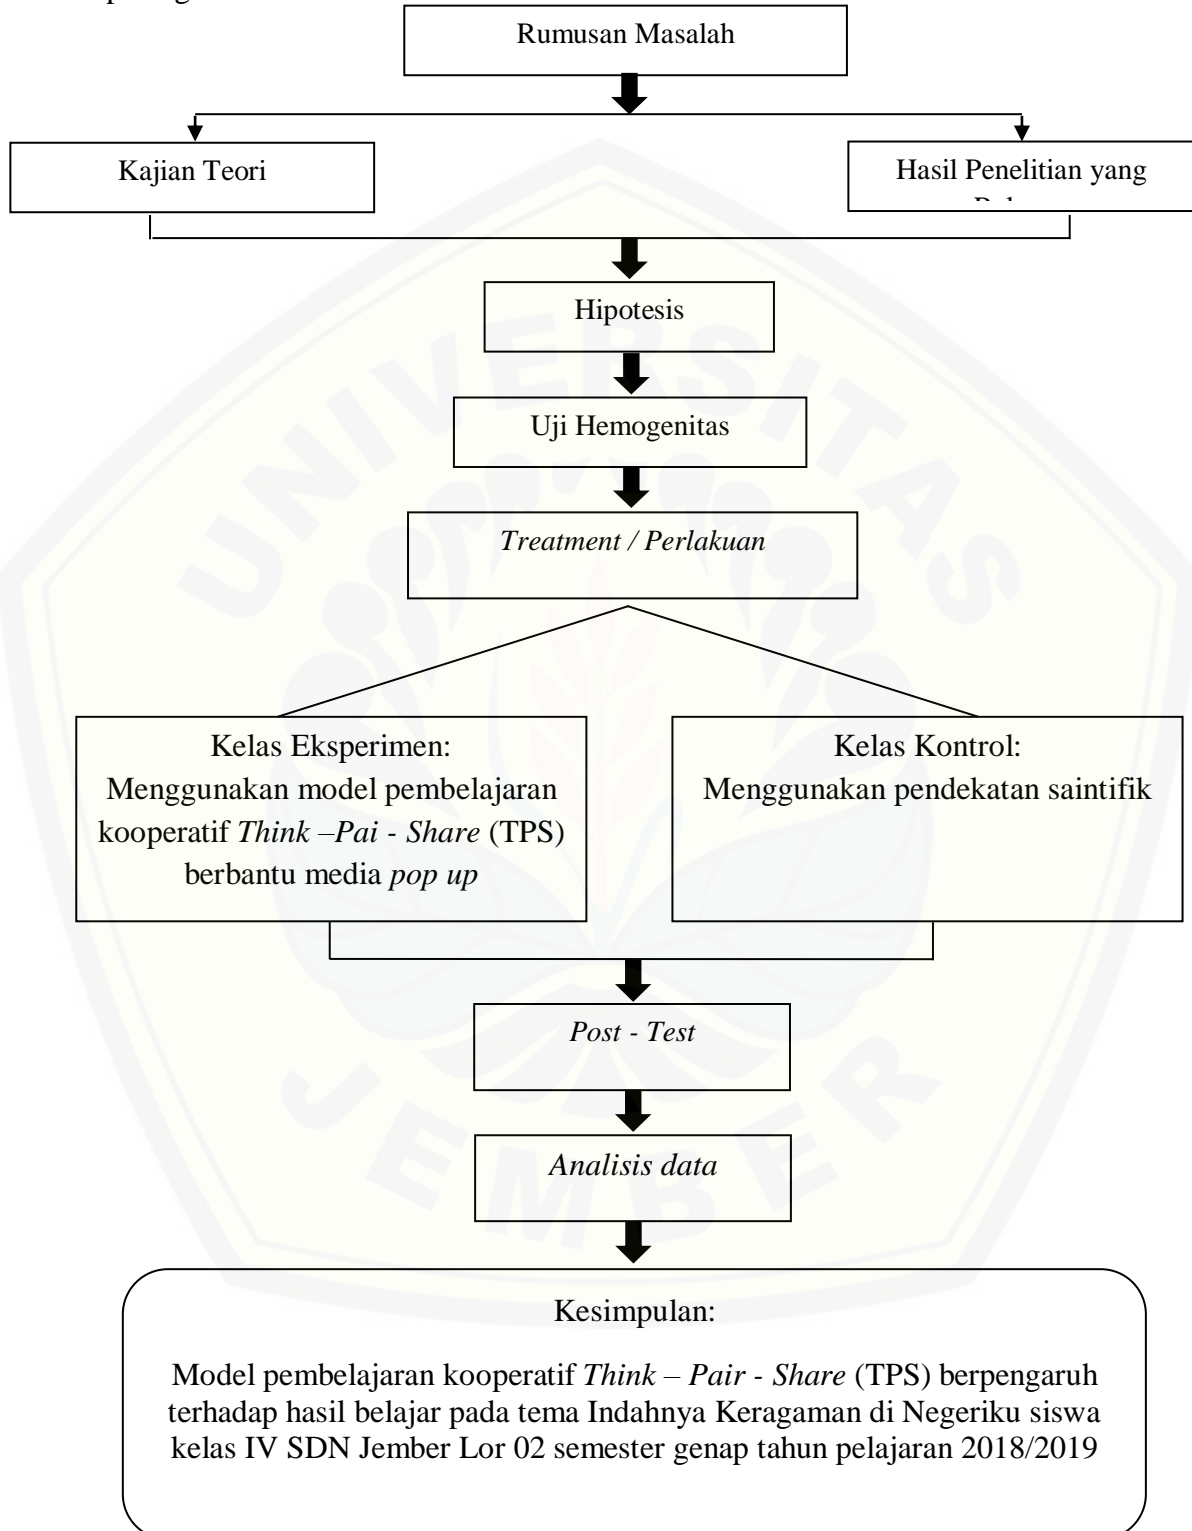 Rumusan Masalah
Kajian Teori
Hasil Penelitian yang
Hipotesis
Uji Hemogenitas
Treatment / Perlakuan
Kelas Eksperimen:
Menggunakan model pembelajaran
kooperatif Think –Pai - Share (TPS)
berbantu media pop up
Kelas Kontrol:
Menggunakan pendekatan saintifik
Post - Test
Analisis data
Kesimpulan:
Model pembelajaran kooperatif Think – Pair - Share (TPS) berpengaruh
terhadap hasil belajar pada tema Indahnya Keragaman di Negeriku siswa
kelas IV SDN Jember Lor 02 semester genap tahun pelajaran 2018/2019
UNIVERSITAS
JEMBER